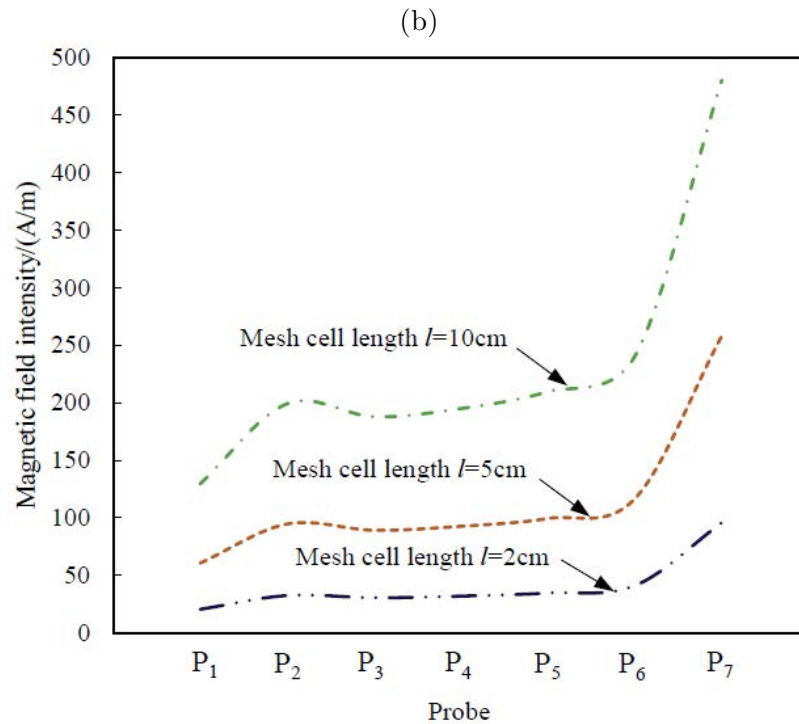 (b)
500
450
400
350
300
250
200
150
100
50
0
Magnetic field intensity/(A/m)
Mesh cell length l=10cm
Mesh cell length l=5cm
Mesh cell length l=2cm
P₁ P₂ P₃ P₄ P₅ P₆ P₇
Probe